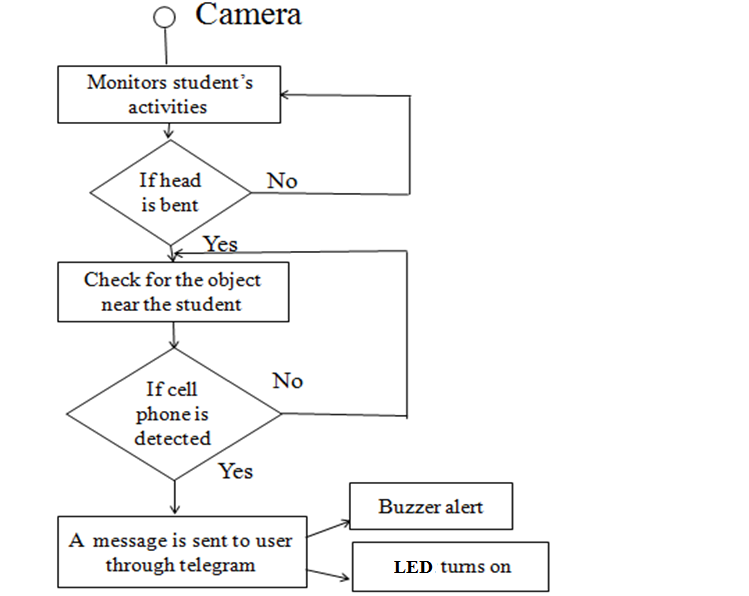 Camera
Monitors student's
activities
If head
is bent
No
Yes
Check for the object
near the student
If cell
phone is
detected
No
Yes
A message is sent to user
through telegram
Buzzer alert
LED turns on